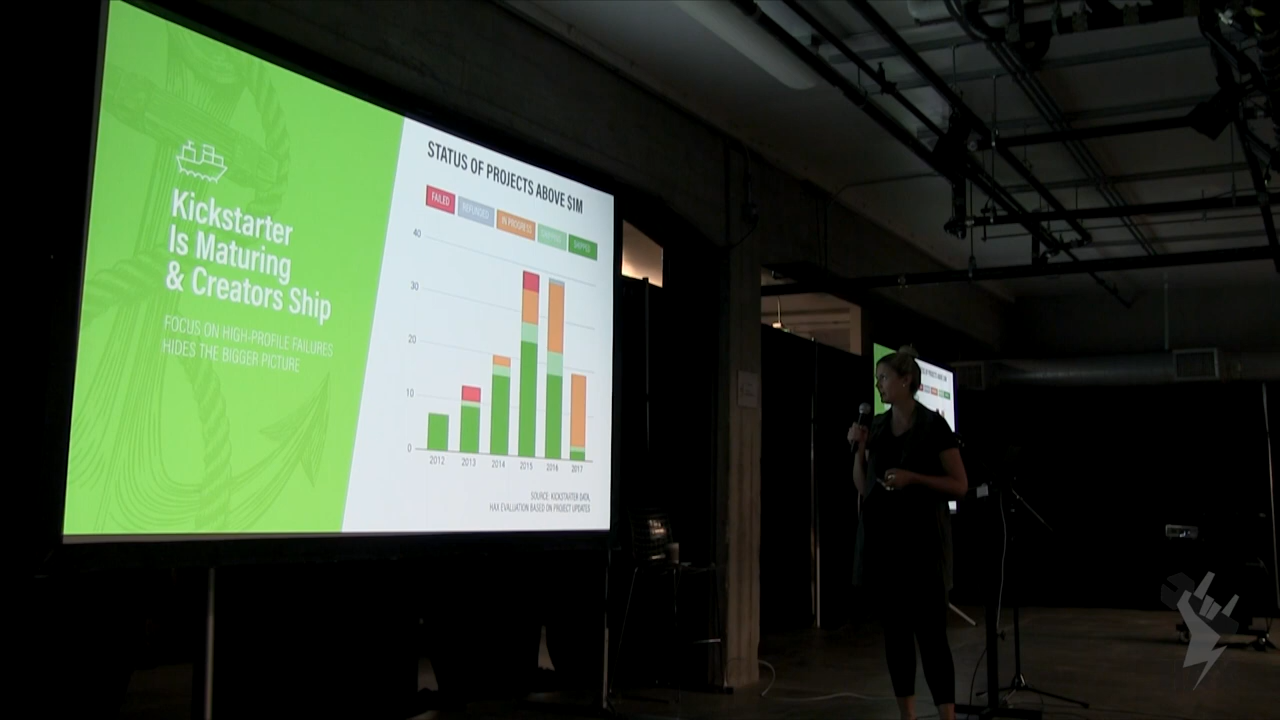 Kickstarter
Is Maturing
& Creators Ship
FOCUS ON HIGH-PROFILE FAILURES
HIDES THE BIGGER PICTURE
STATUS OF PROJECTS ABOVE $1M
FAILED REFUNDED IN PROGRESS SHIPPING SHIPPED
40
30
20
10
0
2012 2013 2014 2015 2016 2017
SOURCE: KICKSTARTER DATA,
HAX EVALUATION BASED ON PROJECT UPDATES